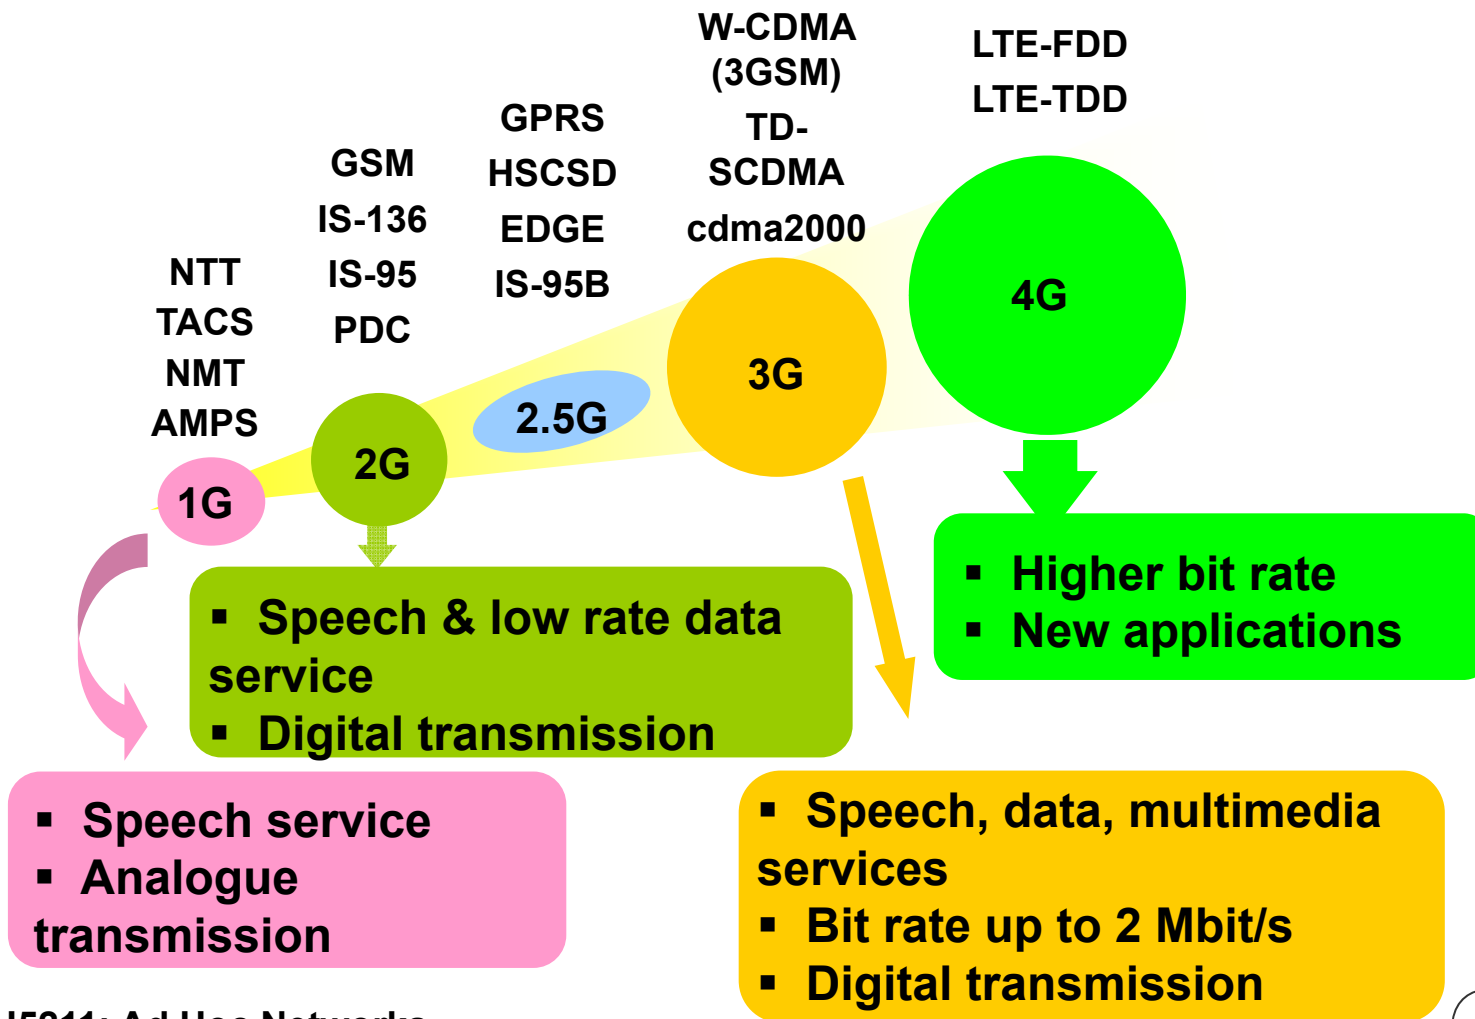 W-CDMA
(3GSM)
TD-
SCDMA
cdma2000
LTE-FDD
LTE-TDD
GPRS
HSCSD
EDGE
IS-95B
GSM
IS-136
IS-95
PDC
NTT
TACS
NMT
AMPS
1G
2G
2.5G
3G
4G
▪ Higher bit rate
▪ New applications
▪ Speech & low rate data
service
▪ Digital transmission
▪ Speech service
▪ Analogue
transmission
▪ Speech, data, multimedia
services
▪ Bit rate up to 2 Mbit/s
▪ Digital transmission
Ad Hoc Networks